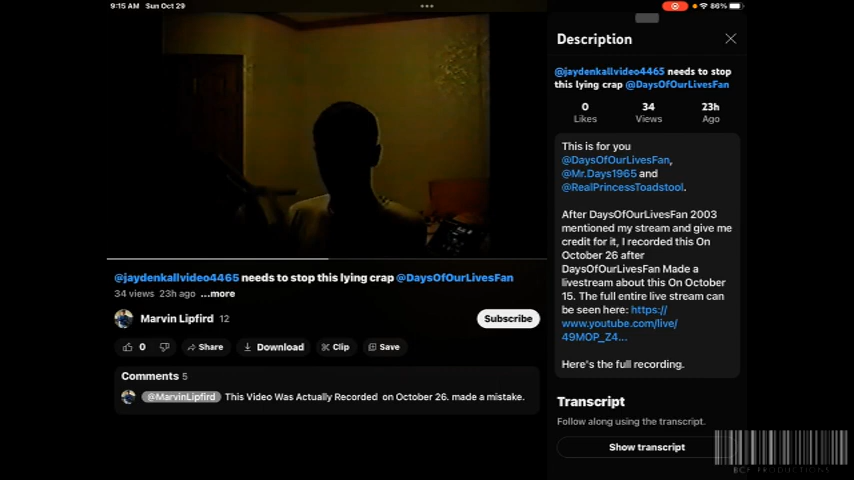 9:15 AM Sun Oct 29
86%
@jaydenkallvideo4465 needs to stop this lying crap @DaysOfOurLivesFan
34 views 23h ago ...more
Marvin Lipfird 12
Subscribe
0
Share
Download
Clip
Save
Comments 5
@MarvinLipfird This Video Was Actually Recorded on October 26. made a mistake.
Description
@jaydenkallvideo4465 needs to stop
this lying crap @DaysOfOurLivesFan
0 34 23h
Likes Views Ago
This is for you
@DaysOfOurLivesFan,
@Mr.Days1965 and
@RealPrincessToadstool.
After DaysOfOurLivesFan 2003
mentioned my stream and give me
credit for it, I recorded this On
October 26 after
DaysOfOurLivesFan Made a
livestream about this On October
15. The full entire live stream can
be seen here: https://
www.youtube.com/live/
49MOP_Z4...
Here's the full recording.
Transcript
Follow along using the transcript.
Show transcript
BCF PRODUCTIONS